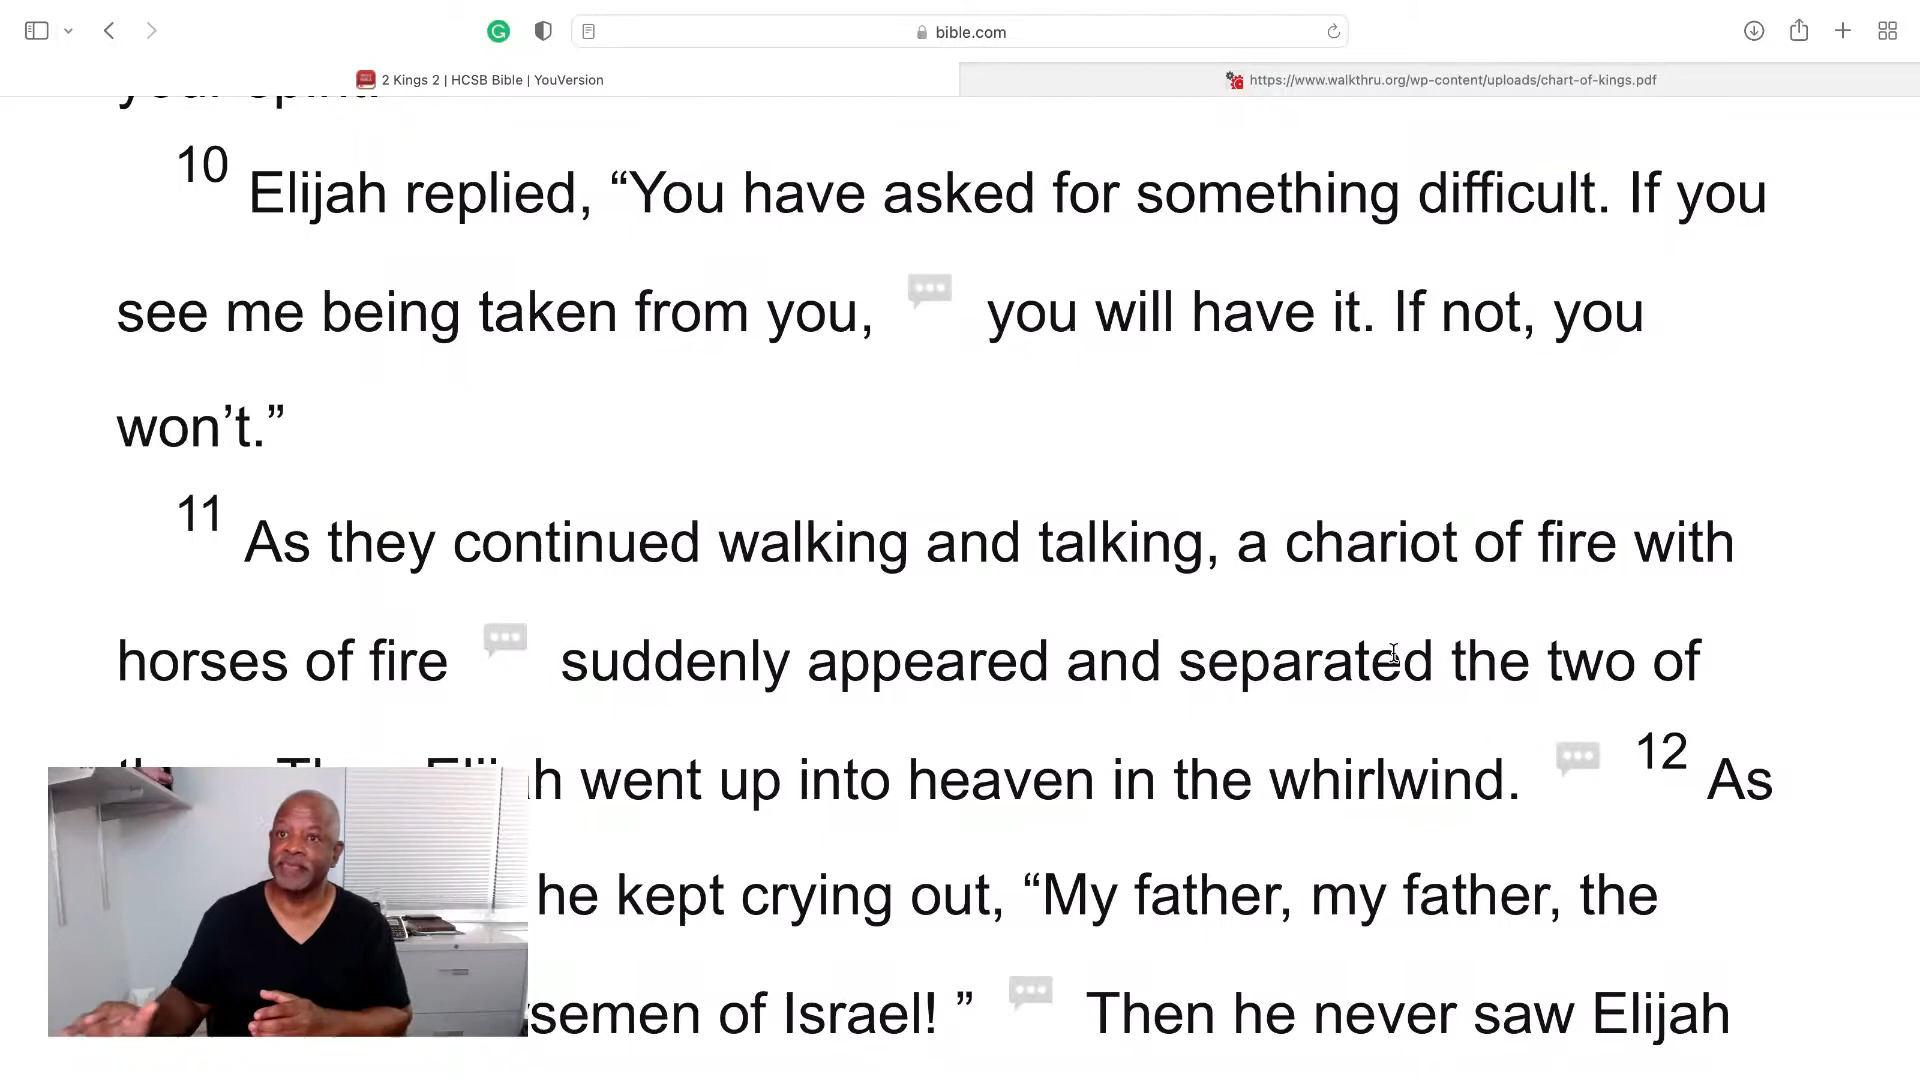 bible.com
2 Kings 2 | HCSB Bible | YouVersion
https://www.walkthru.org/wp-content/uploads/chart-of-kings.pdf
10 Elijah replied, “You have asked for something difficult. If you
see me being taken from you, you will have it. If not, you
won’t.”
11 As they continued walking and talking, a chariot of fire with
horses of fire suddenly appeared and separated the two of
went up into heaven in the whirlwind. 12 As
he kept crying out, “My father, my father, the
of Israel! ” Then he never saw Elijah